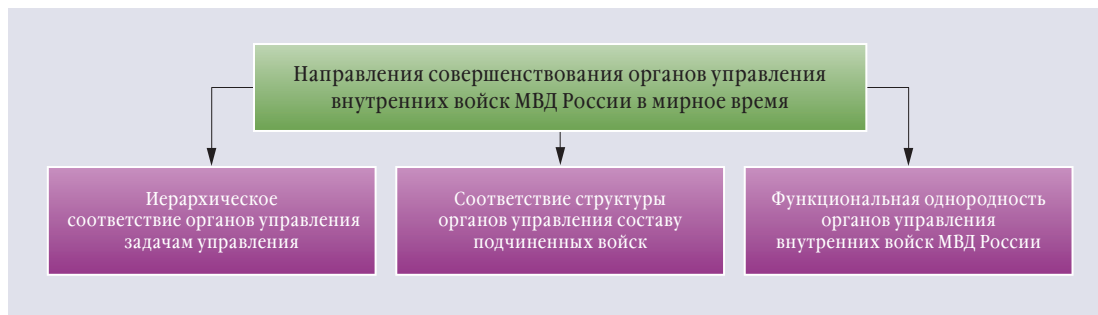 Направления совершенствования органов управления
внутренних войск МВД России в мирное время
Иерархическое
соответствие органов управления
задачам управления
Соответствие структуры
органов управления составу
подчиненных войск
Функциональная однородность
органов управления
внутренних войск МВД России